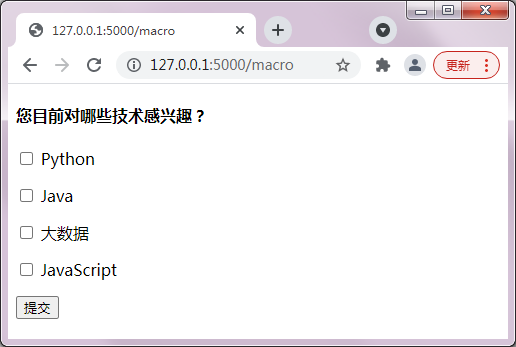 127.0.0.1:5000/macro
127.0.0.1:5000/macro
更新
您目前对哪些技术感兴趣？
Python
Java
大数据
JavaScript
提交